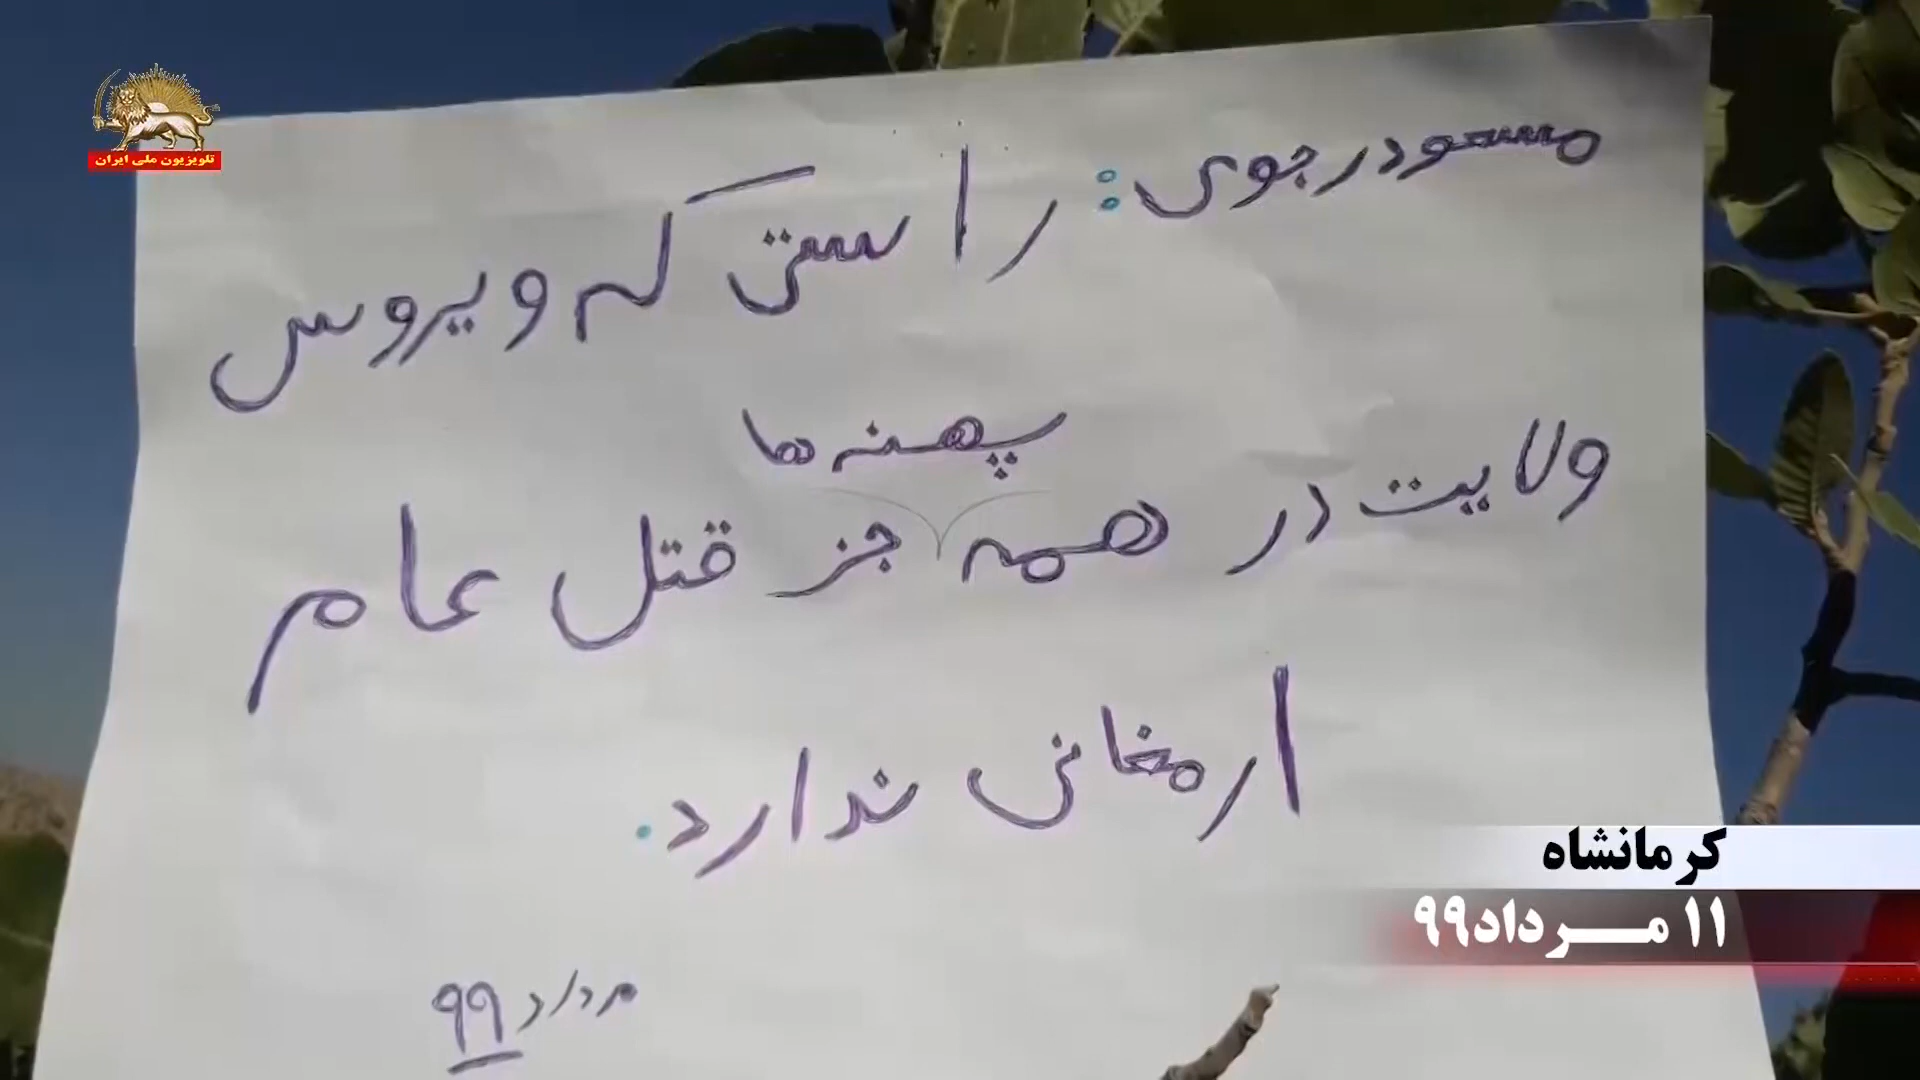 تلویزیون ملی ایران
مسعود رجوی: راستی که ویروس
ولایت در همه پهنه ها جز قتل عام
ارمغانی ندارد.
مرداد ۹۹
کرمانشاه
۱۱ مرداد۹۹